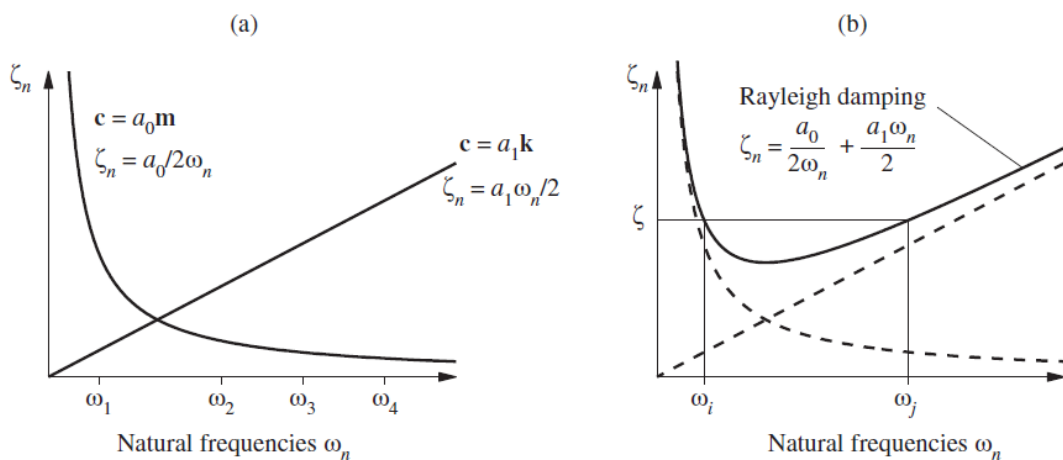 (a)
ζn
c = a0m
ζn = a0/2ωn
c = a1k
ζn = a1ωn/2
ω1 ω2 ω3 ω4
Natural frequencies ωn
(b)
ζn
Rayleigh damping
ζn = a0/2ωn + a1ωn/2
ζ
ωi ωj
Natural frequencies ωn